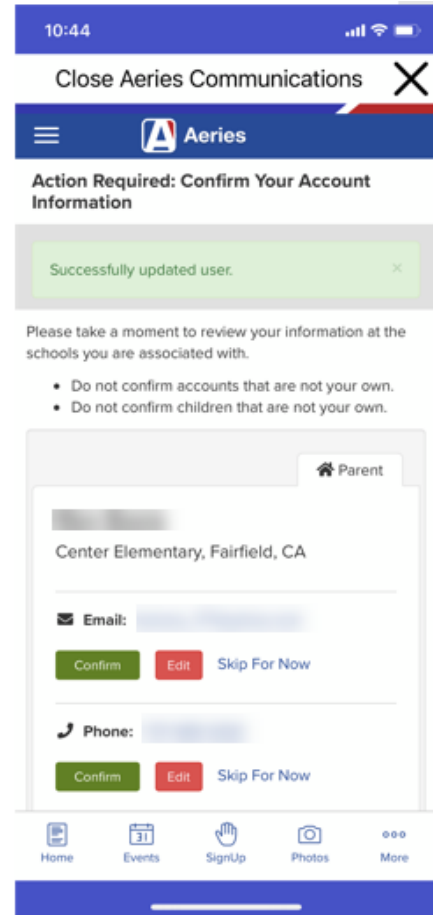 10:44
Close Aeries Communications
Aeries
Action Required: Confirm Your Account
Information
Successfully updated user.
Please take a moment to review your information at the
schools you are associated with.
• Do not confirm accounts that are not your own.
• Do not confirm children that are not your own.
Parent
Center Elementary, Fairfield, CA
Email:
Confirm Edit Skip For Now
Phone:
Confirm Edit Skip For Now
31
Home Events SignUp Photos More